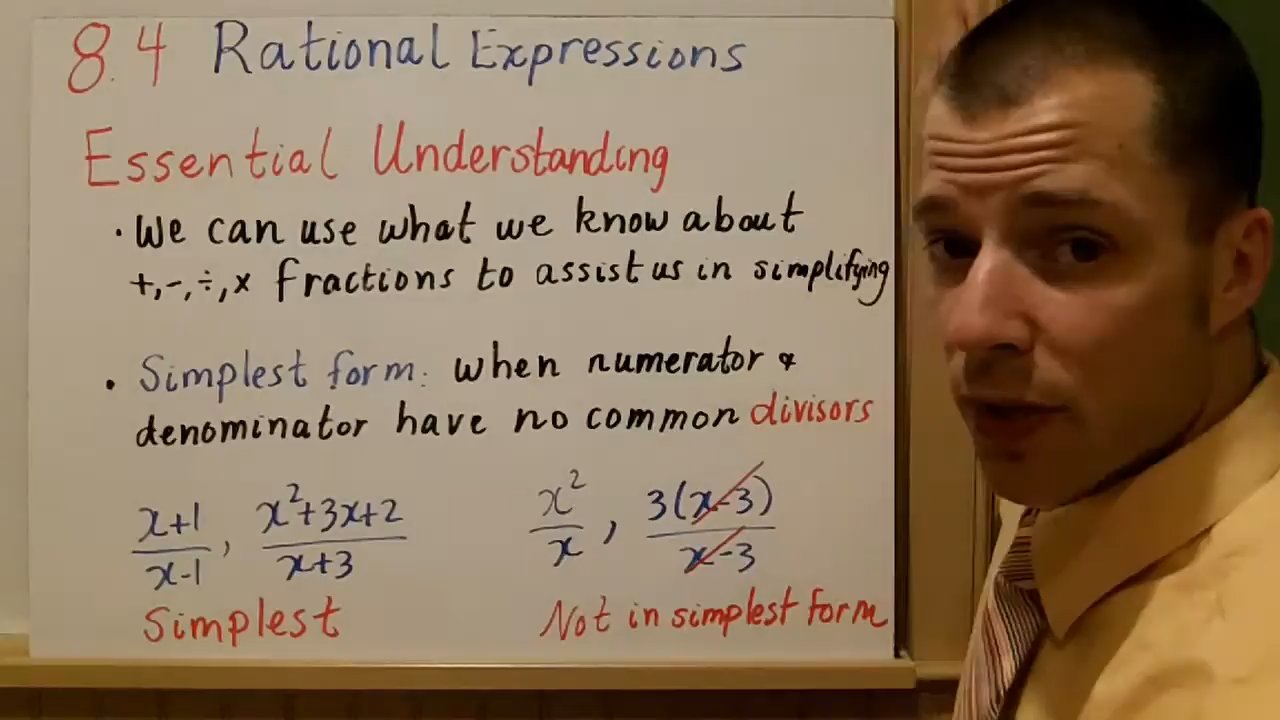 8.4 Rational Expressions
Essential Understanding
• We can use what we know about
+,-,÷,x fractions to assist us in simplifying
• Simplest form: when numerator &
denominator have no common divisors
x+1/x-1, x²+3x+2/x+3 x²/x, 3(x-3)/x-3
Simplest Not in simplest form